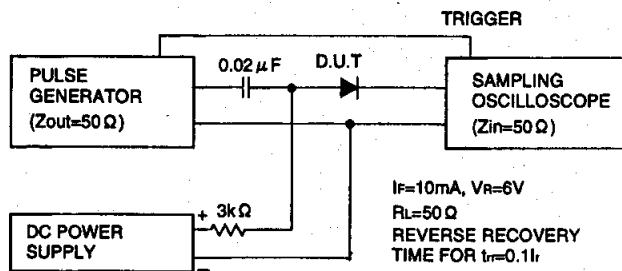 TRIGGER
PULSE
GENERATOR
(Zout=50Ω)
0.02μF
D.U.T
SAMPLING
OSCILLOSCOPE
(Zin=50Ω)
DC POWER
SUPPLY
+
3kΩ
−
IF=10mA, VR=6V
RL=50Ω
REVERSE RECOVERY
TIME FOR trr=0.1Ir